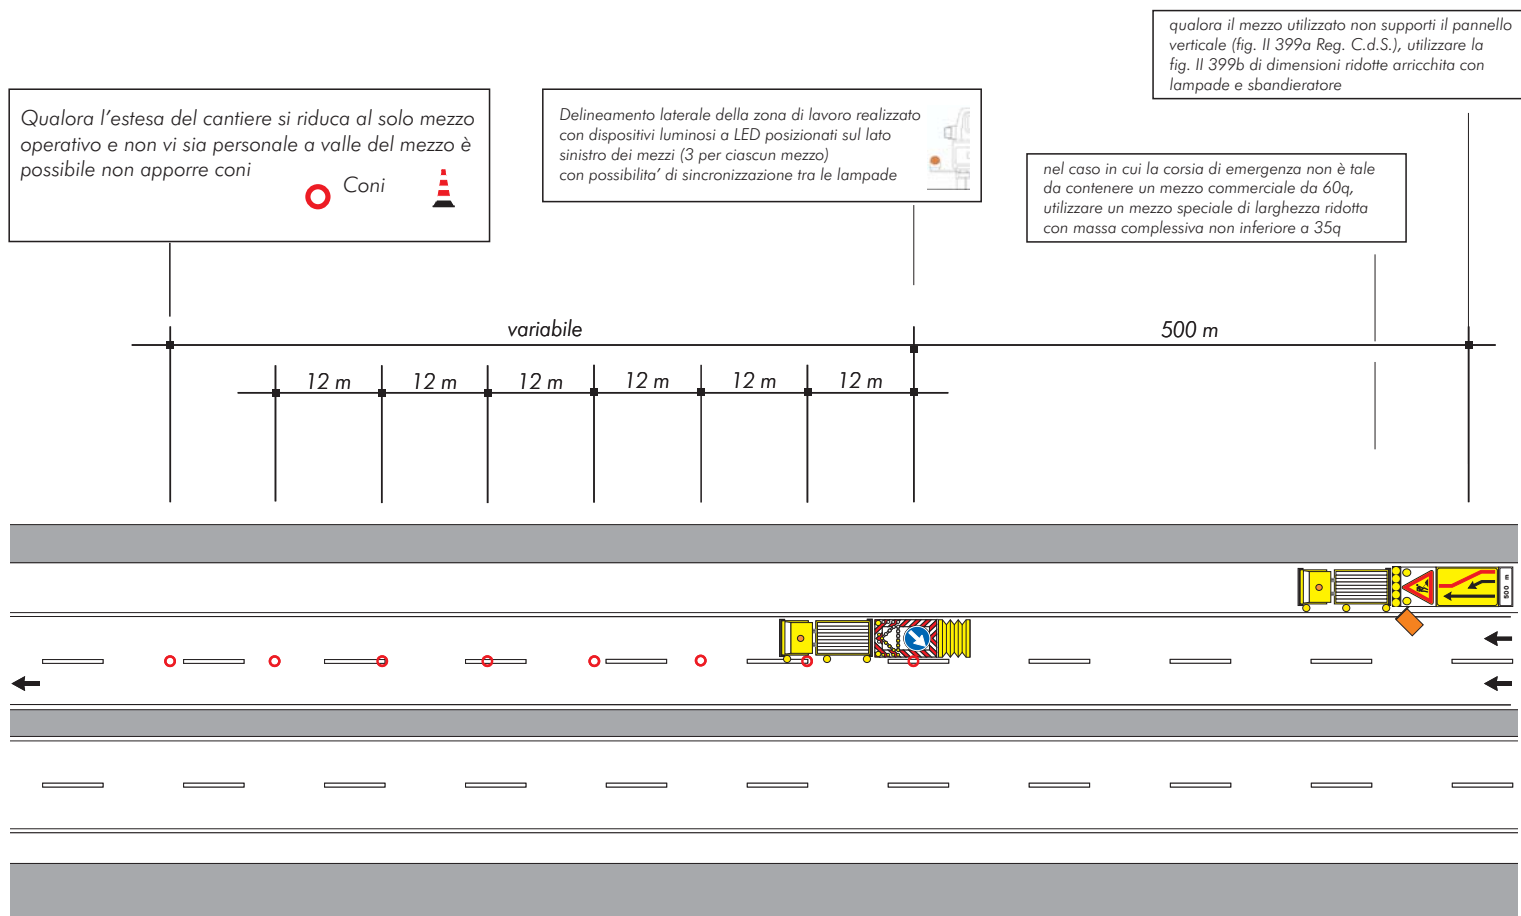 qualora il mezzo utilizzato non supporti il pannello
verticale (fig. II 399a Reg. C.d.S.), utilizzare la
fig. II 399b di dimensioni ridotte arricchita con
lampade e sbandieratore
Qualora l'estesa del cantiere si riduca al solo mezzo
operativo e non vi sia personale a valle del mezzo è
possibile non apporre coni
Coni
Delineamento laterale della zona di lavoro realizzato
con dispositivi luminosi a LED posizionati sul lato
sinistro dei mezzi (3 per ciascun mezzo)
con possibilita' di sincronizzazione tra le lampade
nel caso in cui la corsia di emergenza non è tale
da contenere un mezzo commerciale da 60q,
utilizzare un mezzo speciale di larghezza ridotta
con massa complessiva non inferiore a 35q
variabile
500 m
12 m
12 m
12 m
12 m
12 m
12 m
500 m